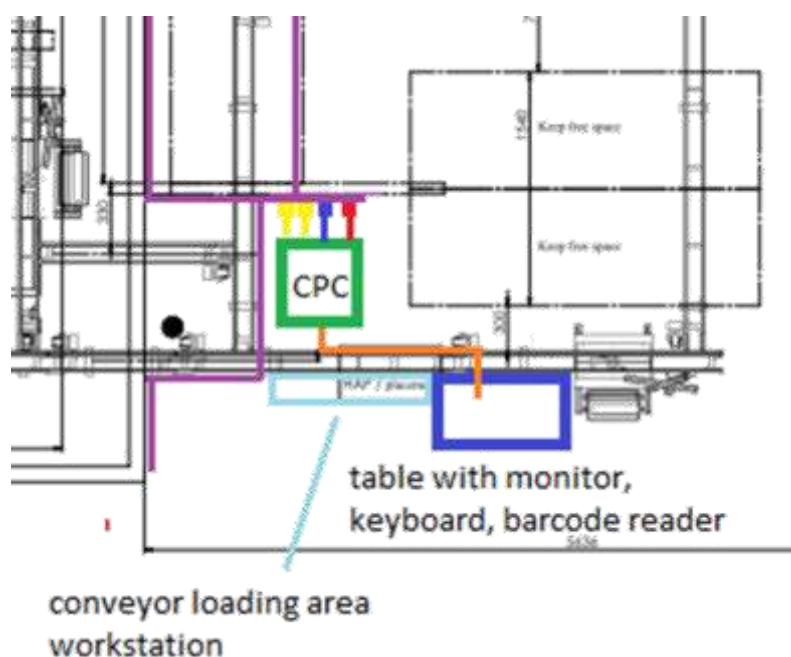 1540
Keep free space
330
Keep free space
CPC
300
table with monitor,
keyboard, barcode reader
5636
conveyor loading area
workstation